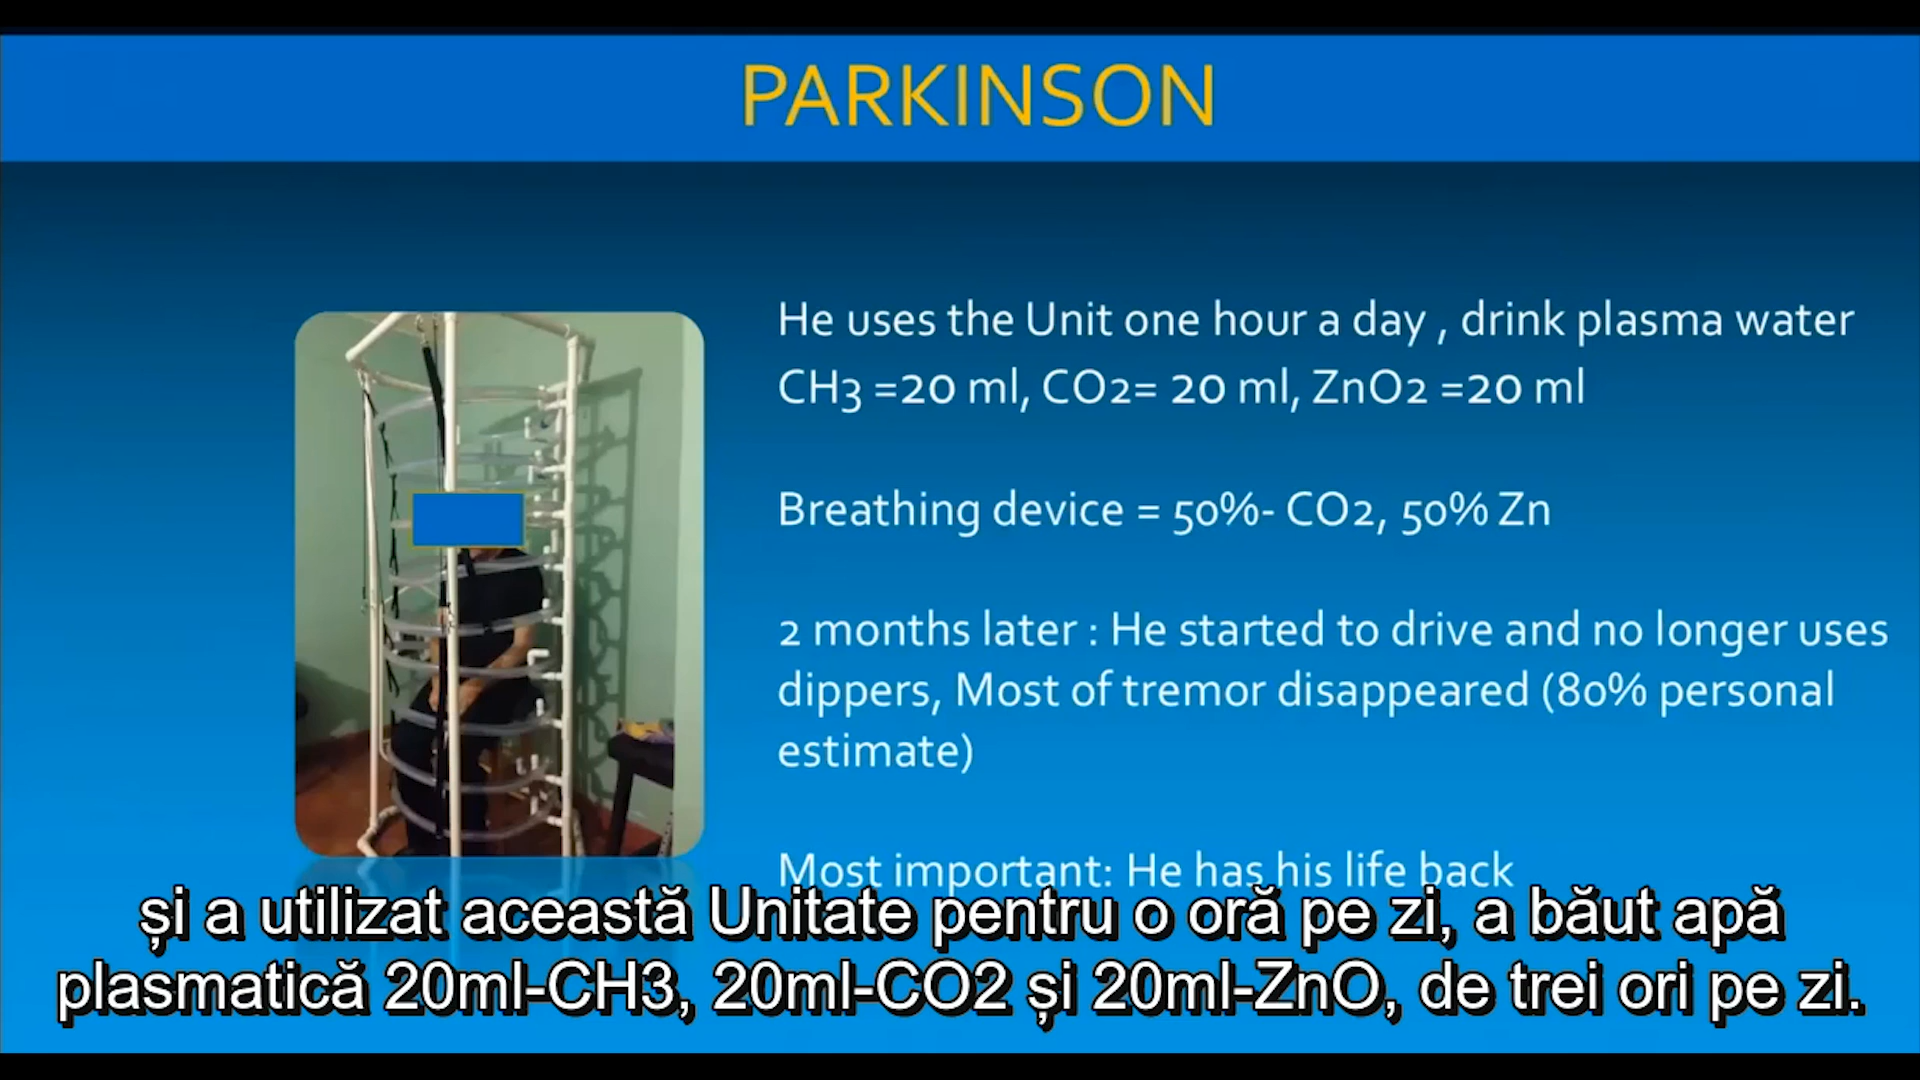 PARKINSON
He uses the Unit one hour a day , drink plasma water
CH3 =20 ml, CO2= 20 ml, ZnO2 =20 ml
Breathing device = 50%- CO2, 50% Zn
2 months later : He started to drive and no longer uses
dippers, Most of tremor disappeared (80% personal
estimate)
Most important: He has his life back
și a utilizat această Unitate pentru o oră pe zi, a băut apă
plasmatică 20ml-CH3, 20ml-CO2 și 20ml-ZnO, de trei ori pe zi.